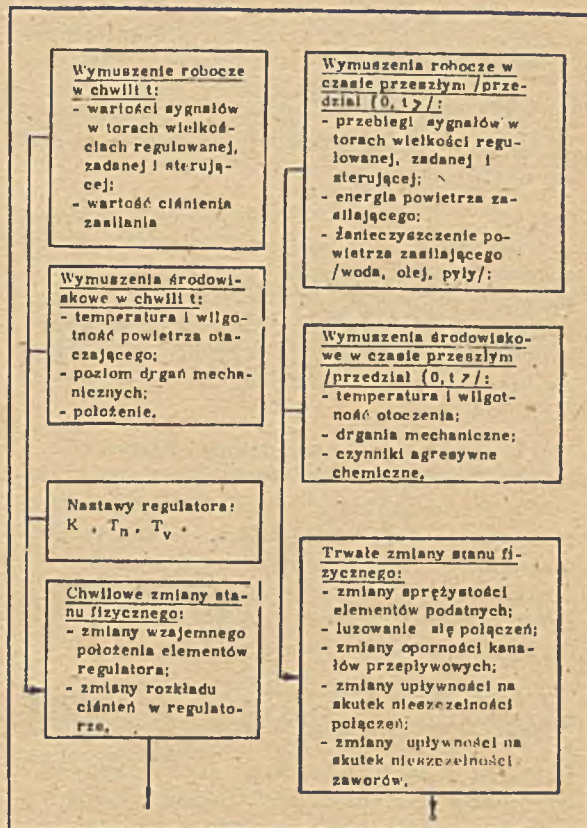 Wymuszenie robocze
w chwili t:
- wartości sygnałów
w torach wielkoś-
ciach regulowanej,
zadanej i sterują-
cej;
- wartość ciśnienia
zasilania
Wymuszenia środowi-
skowe w chwili t:
- temperatura i wilgo-
tność powietrza ota-
czającego;
- poziom drgań mecha-
nicznych;
- położenie.
Nastawy regulatora:
K , Tn , Tv .
Chwilowe zmiany sta-
nu fizycznego:
- zmiany wzajemnego
położenia elementów
regulatora;
- zmiany rozkładu
ciśnień w regulato-
rze.
Wymuszenia robocze w
czasie przeszłym /prze-
dział (0, t >/:
- przebiegi sygnałów w
torach wielkości regu-
lowanej, zadanej i
sterującej;
- energia powietrza za-
silającego;
- zanieczyszczenie po-
wietrza zasilającego
/woda, olej, pyły/:
Wymuszenia środowisko-
we w czasie przeszłym
/przedział (0, t >/:
- temperatura i wilgot-
ność otoczenia;
- drgania mechaniczne;
- czynniki agresywne
chemiczne.
Trwałe zmiany stanu fi-
zycznego:
- zmiany sprężystości
elementów podatnych;
- luzowanie się połączeń;
- zmiany oporności kana-
łów przepływowych;
- zmiany upływności na
skutek nieszczelności
połączeń;
- zmiany upływności na
skutek nieszczelności
zaworów.